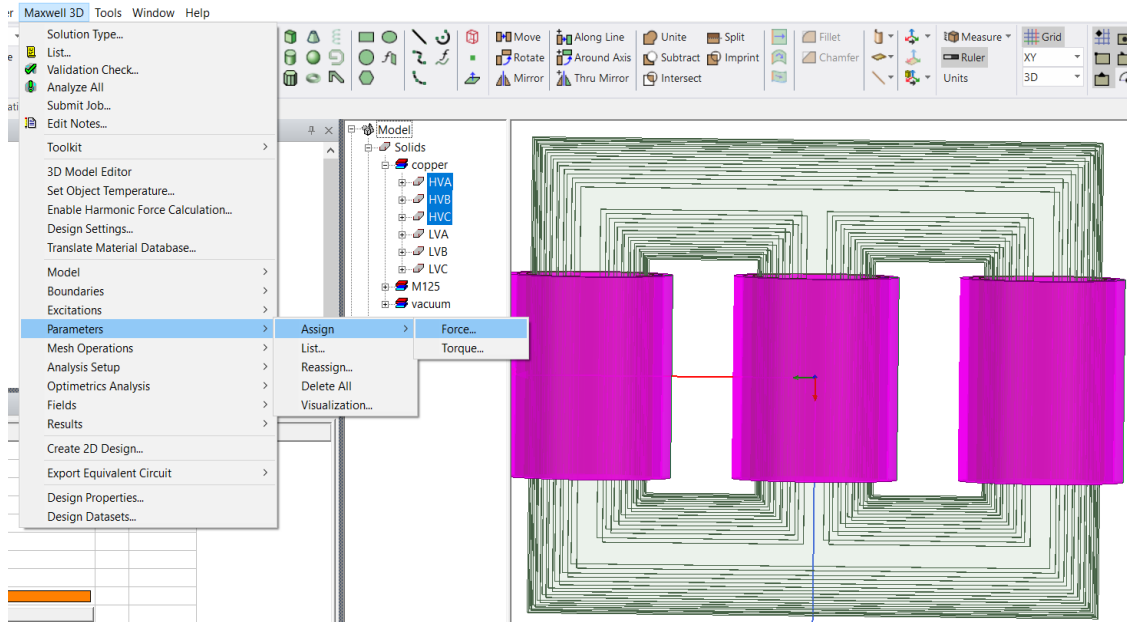 er Maxwell 3D Tools Window Help
Solution Type...
List...
Validation Check...
Analyze All
Submit Job...
Edit Notes...
Toolkit
3D Model Editor
Set Object Temperature...
Enable Harmonic Force Calculation...
Design Settings...
Translate Material Database...
Model
Boundaries
Excitations
Parameters
Mesh Operations
Analysis Setup
Optimetrics Analysis
Fields
Results
Create 2D Design...
Export Equivalent Circuit
Design Properties...
Design Datasets...
Assign
List...
Reassign...
Delete All
Visualization...
Force...
Torque...
Move Along Line Unite Split Fillet Measure Grid
Rotate Around Axis Subtract Imprint Chamfer Ruler XY
Mirror Thru Mirror Intersect Units 3D
Model
Solids
copper
HVA
HVB
HVC
LVA
LVB
LVC
M125
vacuum